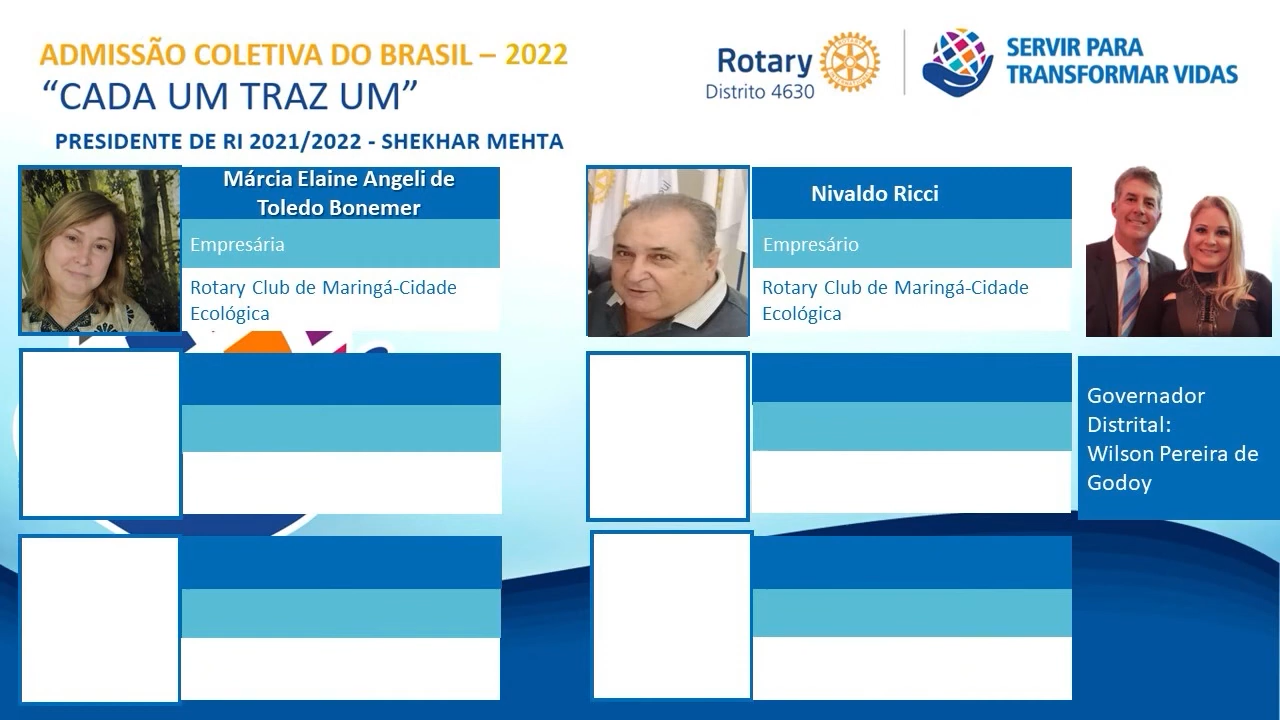 ADMISSÃO COLETIVA DO BRASIL – 2022
“CADA UM TRAZ UM”
PRESIDENTE DE RI 2021/2022 - SHEKHAR MEHTA
Rotary
Distrito 4630
SERVIR PARA
TRANSFORMAR VIDAS
Márcia Elaine Angeli de
Toledo Bonemer
Empresária
Rotary Club de Maringá-Cidade
Ecológica
Nivaldo Ricci
Empresário
Rotary Club de Maringá-Cidade
Ecológica
Governador
Distrital:
Wilson Pereira de
Godoy